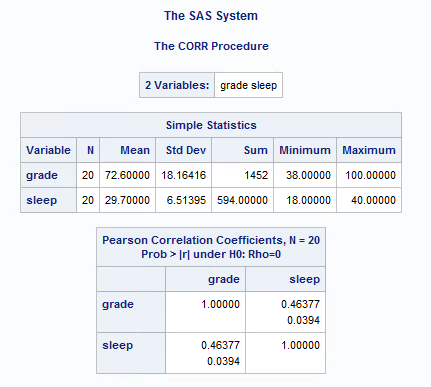 The SAS System
The CORR Procedure
2 Variables: grade sleep
Simple Statistics
Variable N Mean Std Dev Sum Minimum Maximum
grade 20 72.60000 18.16416 1452 38.00000 100.00000
sleep 20 29.70000 6.51395 594.00000 18.00000 40.00000
Pearson Correlation Coefficients, N = 20
Prob > |r| under H0: Rho=0
grade sleep
grade 1.00000 0.46377
0.0394
sleep 0.46377 1.00000
0.0394